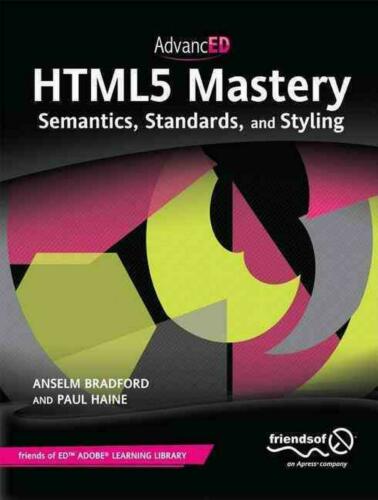 AdvancED
HTML5 Mastery
Semantics, Standards, and Styling
ANSELM BRADFORD
AND PAUL HAINE
friends of ED™ ADOBE® LEARNING LIBRARY
friendsof
an Apress® company